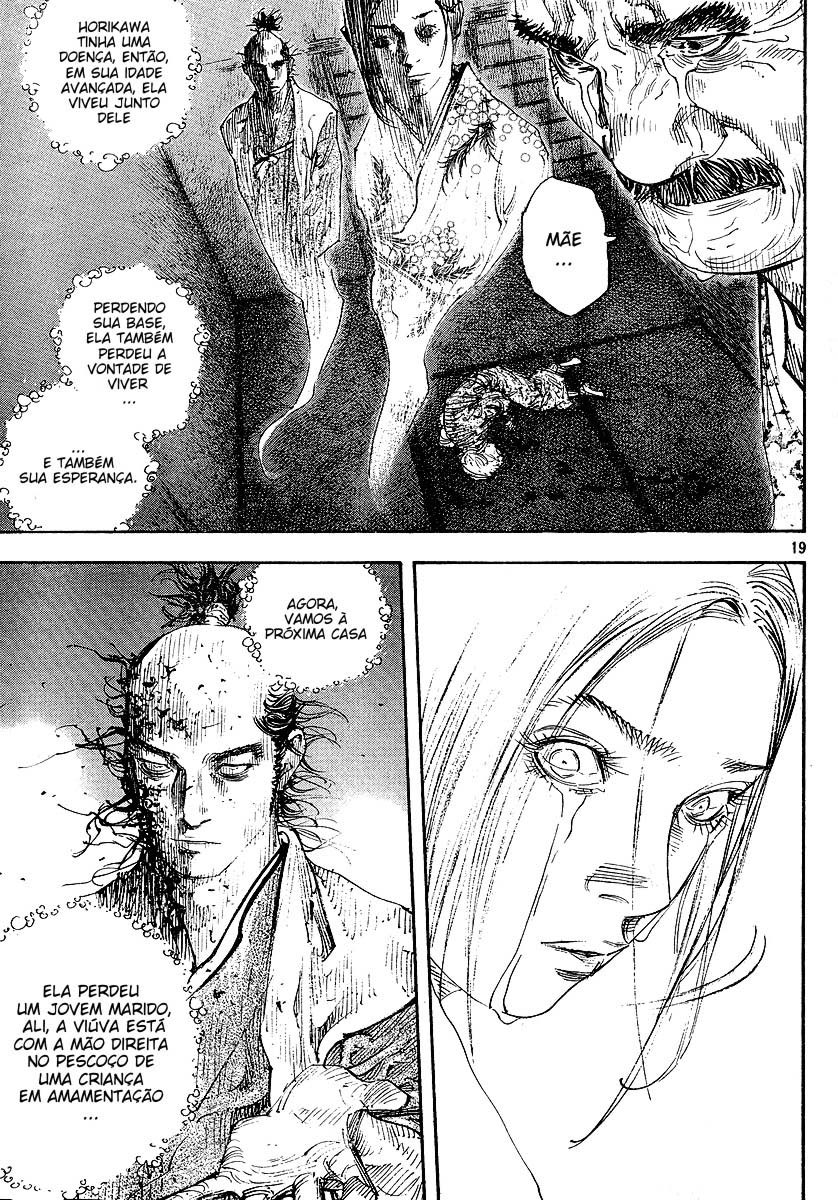 HORIKAWA
TINHA UMA
DOENÇA, ENTÃO,
EM SUA IDADE
AVANÇADA, ELA
VIVEU JUNTO
DELE
MÃE
...
PERDENDO
SUA BASE,
ELA TAMBÉM
PERDEU A
VONTADE DE
VIVER
...
...
E TAMBÉM
SUA ESPERANÇA.
19
AGORA,
VAMOS À
PRÓXIMA CASA
ELA PERDEU
UM JOVEM MARIDO,
ALI, A VIÚVA ESTÁ
COM A MÃO DIREITA
NO PESCOÇO DE
UMA CRIANÇA
EM AMAMENTAÇÃO
...